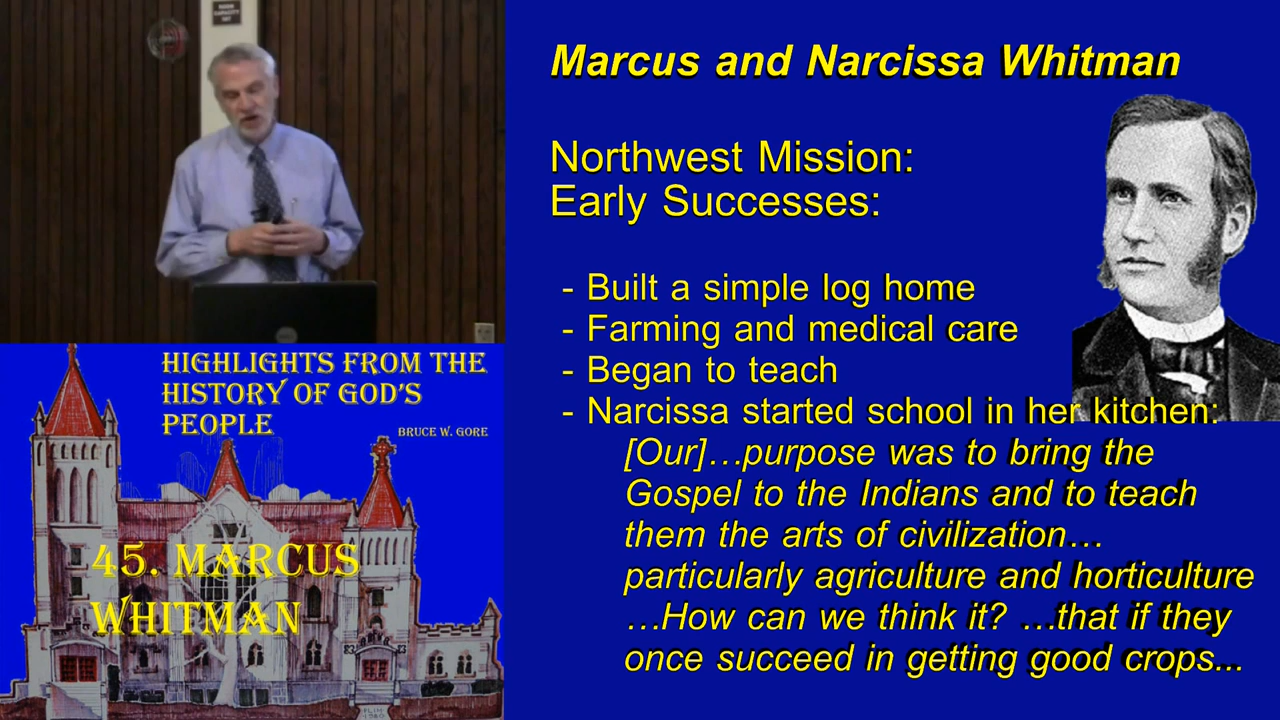 ROOM
CAPACITY
HIGHLIGHTS FROM THE
HISTORY OF GOD'S
PEOPLE
BRUCE W. GORE
45. MARCUS
WHITMAN
Marcus and Narcissa Whitman
Northwest Mission:
Early Successes:
- Built a simple log home
- Farming and medical care
- Began to teach
- Narcissa started school in her kitchen:
[Our]…purpose was to bring the
Gospel to the Indians and to teach
them the arts of civilization…
particularly agriculture and horticulture
…How can we think it? …that if they
once succeed in getting good crops...